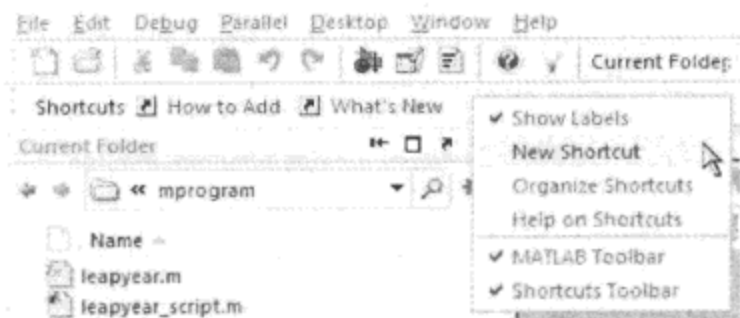 File Edit Debug Parallel Desktop Window Help
Current Folder
Shortcuts How to Add What's New
Current Folder
« mprogram
Name
leapyear.m
leapyear_script.m
Show Labels
New Shortcut
Organize Shortcuts
Help on Shortcuts
MATLAB Toolbar
Shortcuts Toolbar